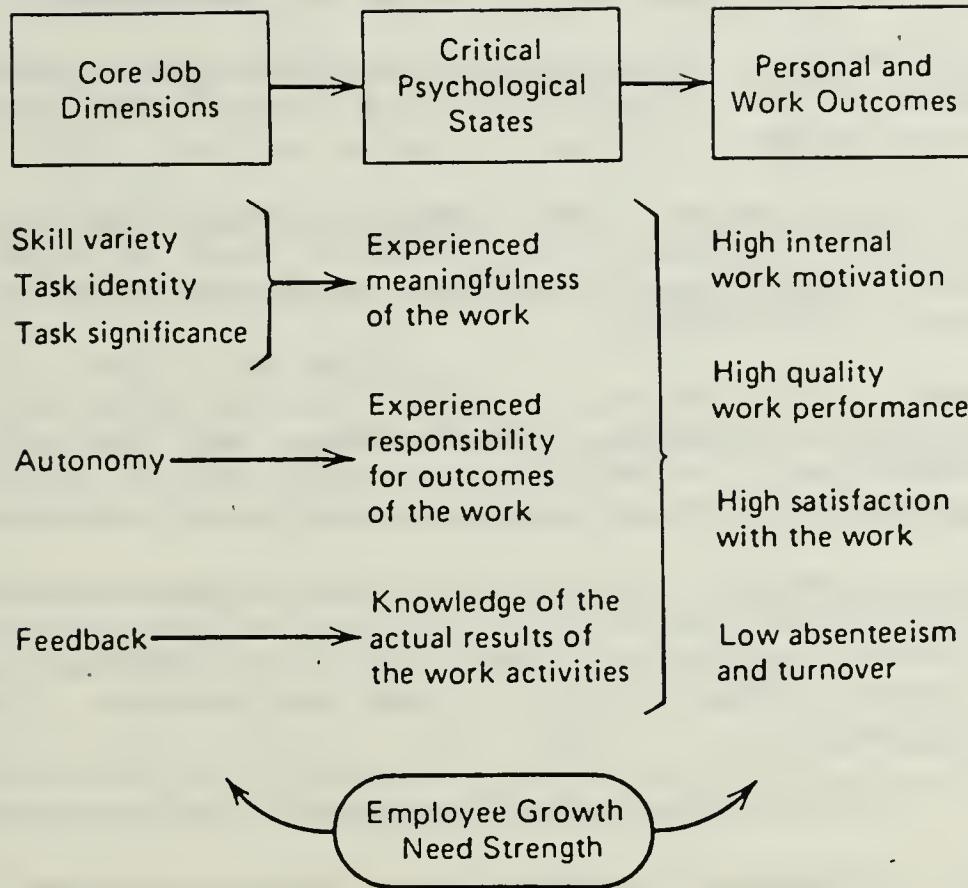 Core Job
Dimensions
Critical
Psychological
States
Personal and
Work Outcomes
Skill variety
Task identity
Task significance
Experienced
meaningfulness
of the work
High internal
work motivation
Autonomy
Experienced
responsibility
for outcomes
of the work
High quality
work performance
High satisfaction
with the work
Feedback
Knowledge of the
actual results of
the work activities
Low absenteeism
and turnover
Employee Growth
Need Strength